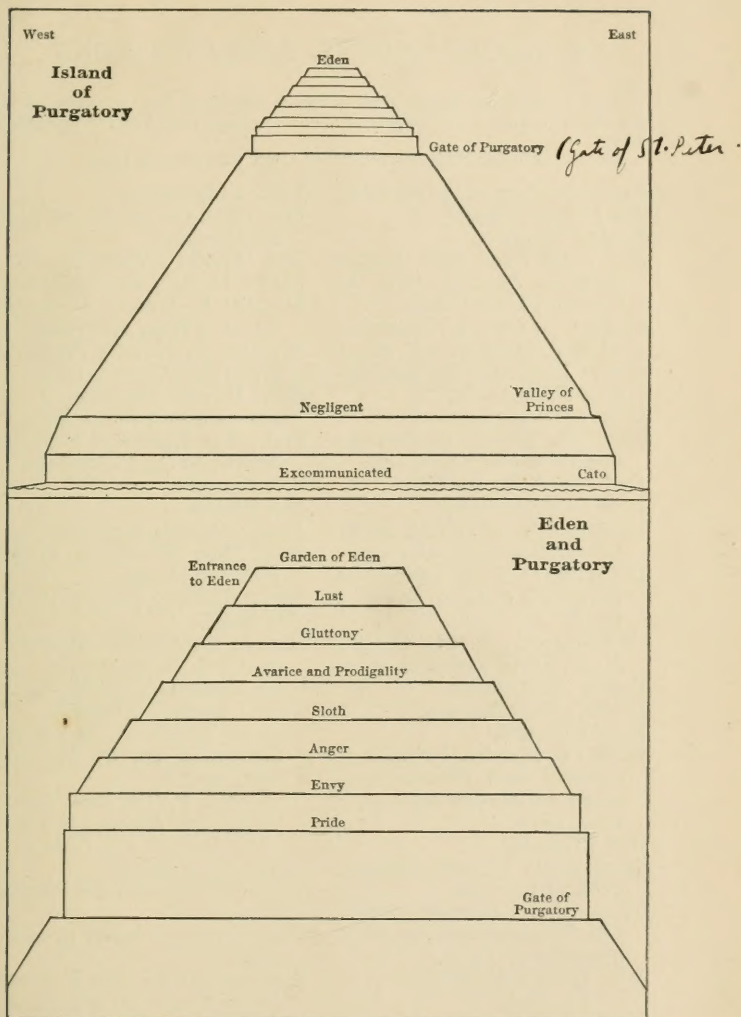 West
East
Island
of
Purgatory
Eden
Gate of Purgatory (Gate of St. Peter.
Valley of
Princes
Negligent
Excommunicated
Cato
Eden
and
Purgatory
Garden of Eden
Entrance
to Eden
Lust
Gluttony
Avarice and Prodigality
Sloth
Anger
Envy
Pride
Gate of
Purgatory